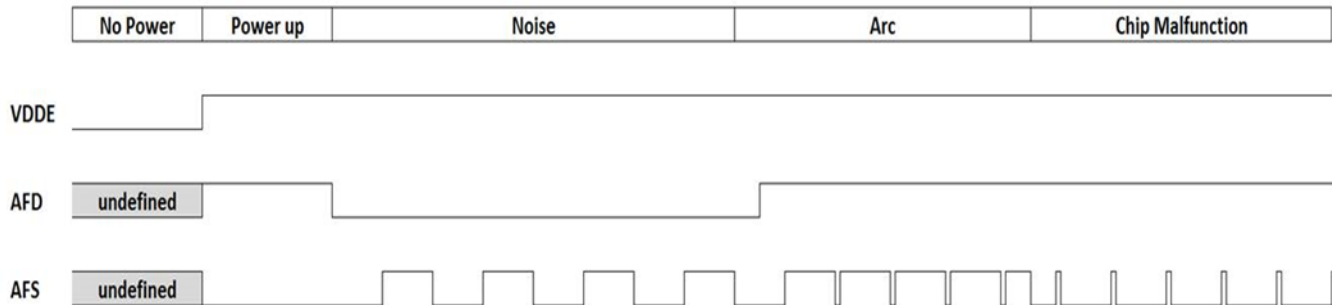 No Power Power up Noise Arc Chip Malfunction
VDDE
AFD undefined
AFS undefined